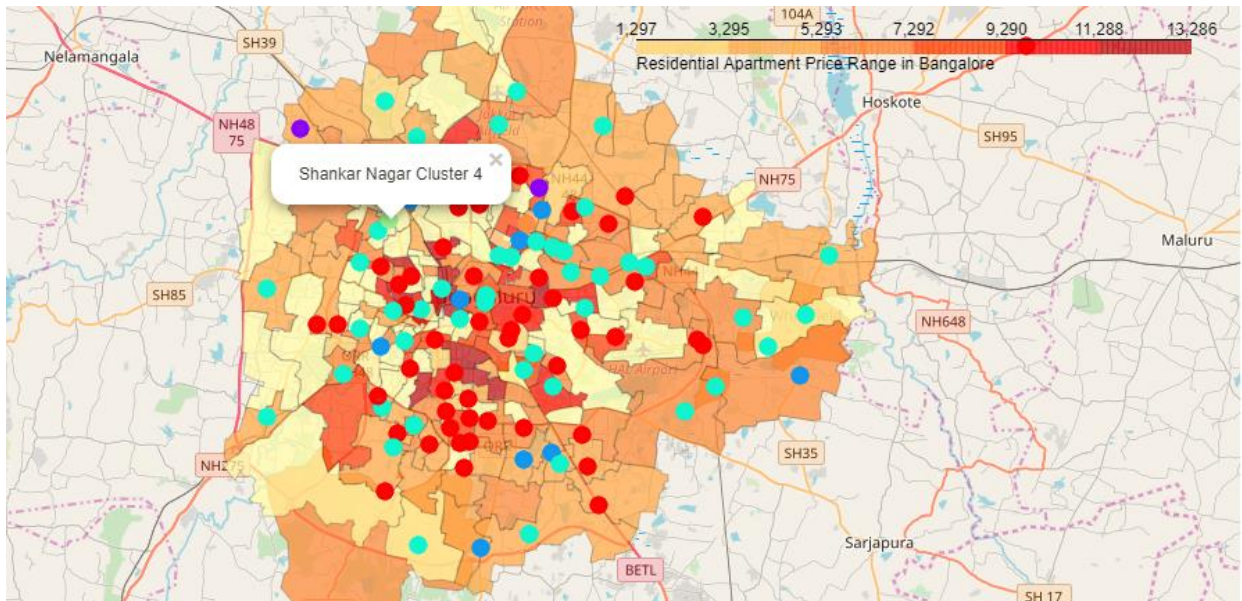 104A
Station
1,297 3,295 5,293 7,292 9,290 11,288 13,286
SH39
Residential Apartment Price Range in Bangalore
Nelamangala
Hoskote
NH48
75
SH95
Shankar Nagar Cluster 4
×
NH44
NH75
Maluru
SH85
NH648
HAL Airport
SH35
Sarjapura
BETL
SH 17